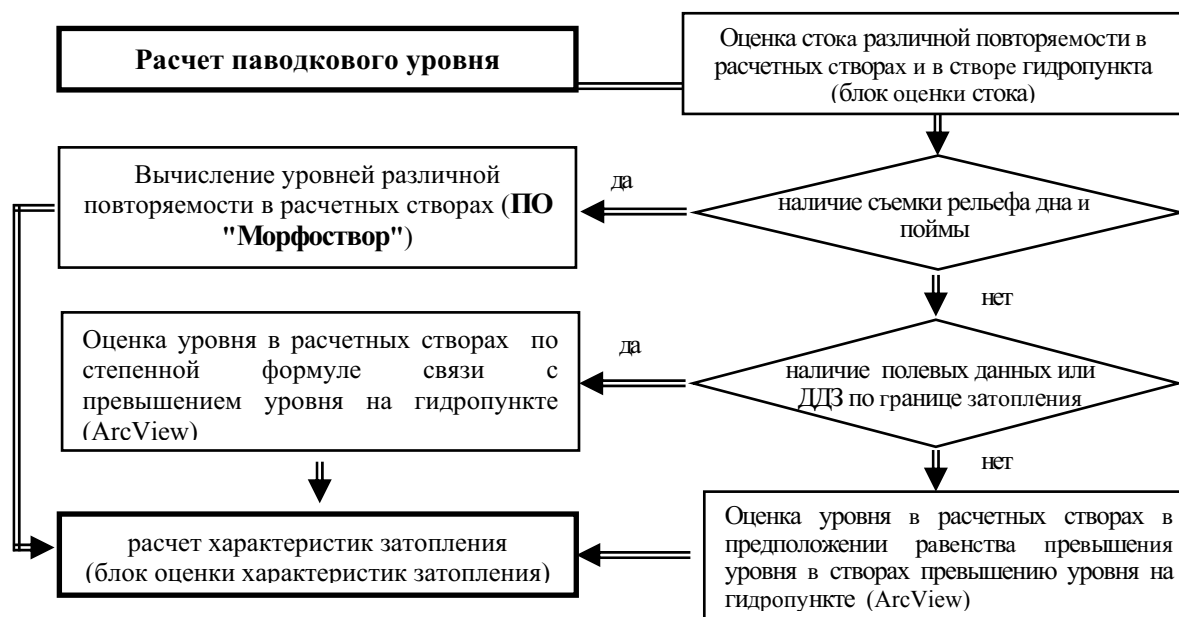 Расчет паводкового уровня
Оценка стока различной повторяемости в
расчетных створах и в створе гидропункта
(блок оценки стока)
Вычисление уровней различной
повторяемости в расчетных створах (ПО
"Морфоствор")
да
наличие съемки рельефа дна и
поймы
нет
Оценка уровня в расчетных створах по
степенной формуле связи с
превышением уровня на гидропункте
(ArcView)
да
наличие полевых данных или
ДДЗ по границе затопления
нет
расчет характеристик затопления
(блок оценки характеристик затопления)
Оценка уровня в расчетных створах в
предположении равенства превышения
уровня в створах превышению уровня на
гидропункте (ArcView)